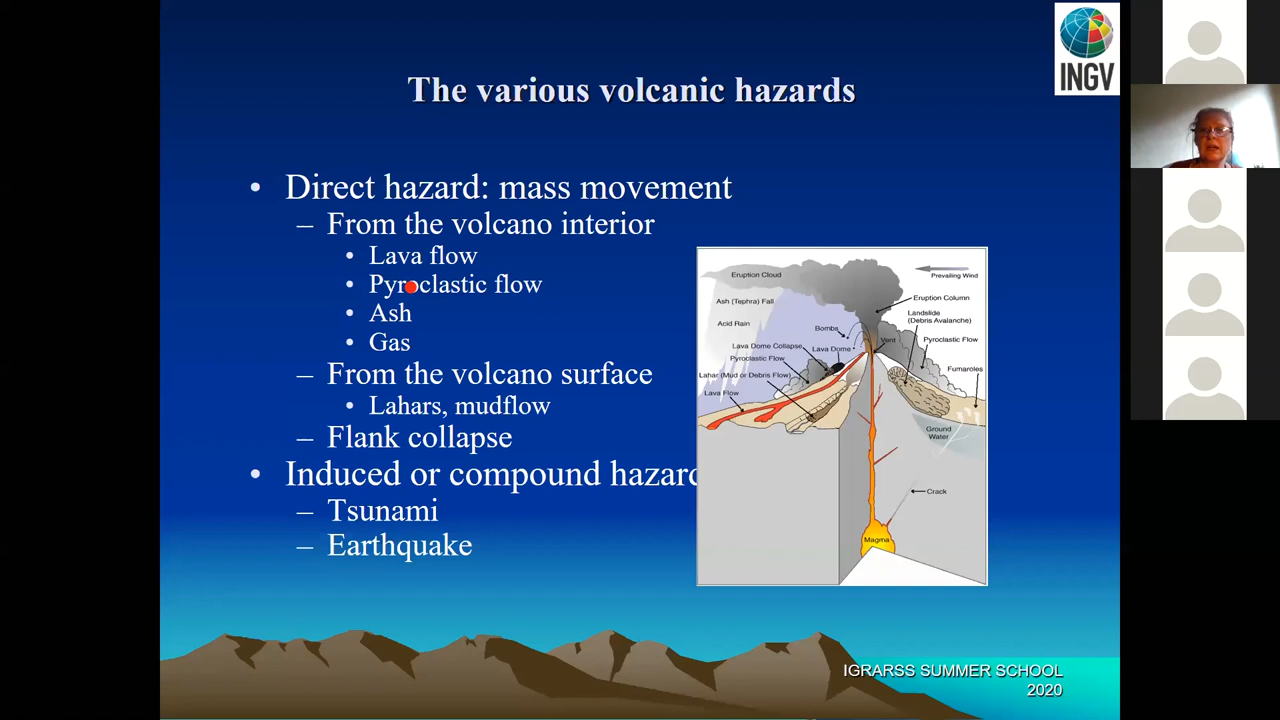 INGV
The various volcanic hazards
• Direct hazard: mass movement
– From the volcano interior
• Lava flow
• Pyroclastic flow
• Ash
• Gas
– From the volcano surface
• Lahars, mudflow
– Flank collapse
• Induced or compound hazard
– Tsunami
– Earthquake
Eruption Cloud
Prevailing Wind
Ash (Tephra) Fall
Eruption Column
Acid Rain
Landslide
(Debris Avalanche)
Bombs
Vent
Pyroclastic Flow
Lava Dome Collapse
Lava Dome
Pyroclastic Flow
Fumaroles
Lahar (Mud or Debris Flow)
Lava Flow
Ground
Water
Crack
Magma
IGRARSS SUMMER SCHOOL
2020